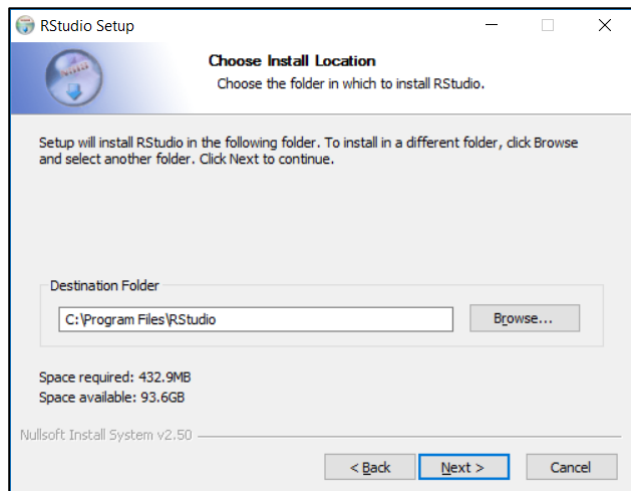 RStudio Setup
Choose Install Location
Choose the folder in which to install RStudio.
Setup will install RStudio in the following folder. To install in a different folder, click Browse
and select another folder. Click Next to continue.
Destination Folder
C:\Program Files\RStudio
Browse...
Space required: 432.9MB
Space available: 93.6GB
Nullsoft Install System v2.50
< Back
Next >
Cancel